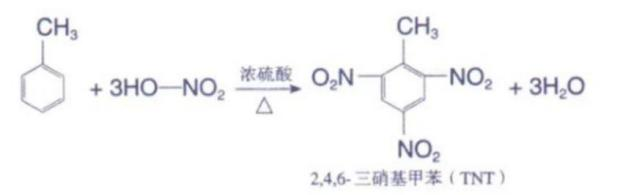 CH₃ CH₃
+ 3HO—NO₂ 浓硫酸 △ O₂N NO₂ + 3H₂O
NO₂
2,4,6-三硝基甲苯（TNT）